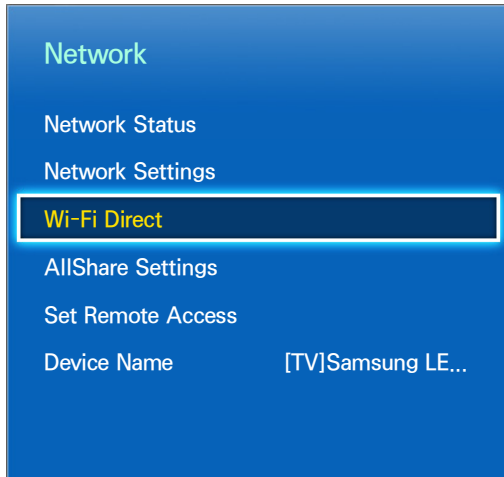 Network
Network Status
Network Settings
Wi-Fi Direct
AllShare Settings
Set Remote Access
Device Name [TV]Samsung LE...